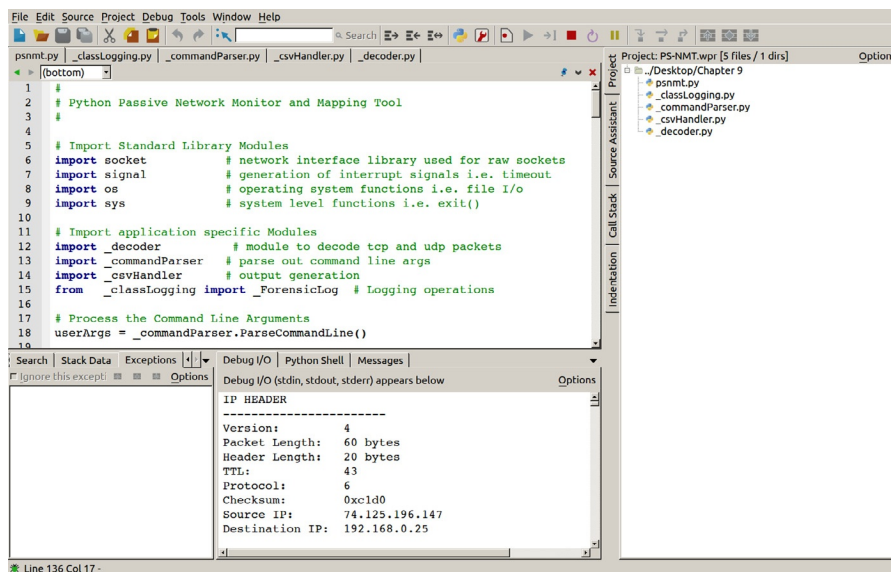 File Edit Source Project Debug Tools Window Help
Search
psnmt.py _classLogging.py _commandParser.py _csvHandler.py _decoder.py
(bottom)
1 #
2 # Python Passive Network Monitor and Mapping Tool
3 #
4
5 # Import Standard Library Modules
6 import socket # network interface library used for raw sockets
7 import signal # generation of interrupt signals i.e. timeout
8 import os # operating system functions i.e. file I/o
9 import sys # system level functions i.e. exit()
10
11 # Import application specific Modules
12 import _decoder # module to decode tcp and udp packets
13 import _commandParser # parse out command line args
14 import _csvHandler # output generation
15 from _classLogging import _ForensicLog # Logging operations
16
17 # Process the Command Line Arguments
18 userArgs = _commandParser.ParseCommandLine()
19
Project
Source Assistant
Call Stack
Indentation
Project: PS-NMT.wpr [5 files / 1 dirs] Option
../Desktop/Chapter 9
psnmt.py
_classLogging.py
_commandParser.py
_csvHandler.py
_decoder.py
Search Stack Data Exceptions
Ignore this excepti Options
Debug I/O Python Shell Messages
Debug I/O (stdin, stdout, stderr) appears below Options
IP HEADER
-----------------------
Version: 4
Packet Length: 60 bytes
Header Length: 20 bytes
TTL: 43
Protocol: 6
Checksum: 0xc1d0
Source IP: 74.125.196.147
Destination IP: 192.168.0.25
Line 136 Col 17 -